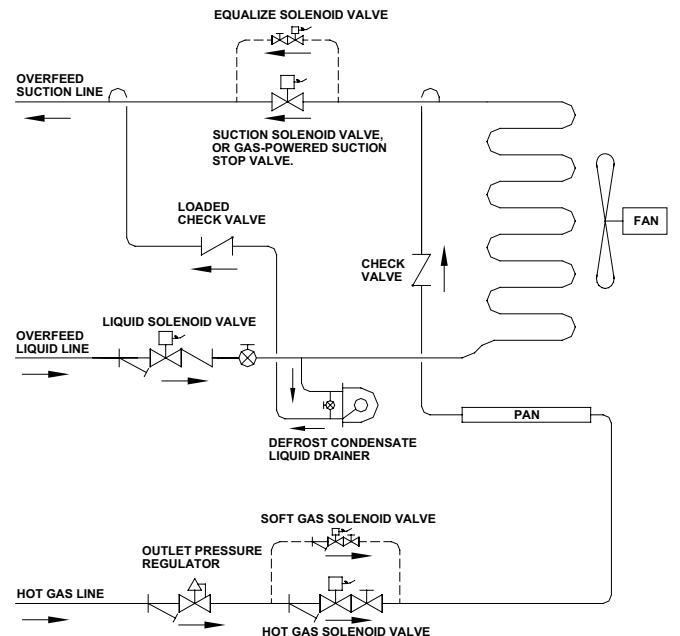 EQUALIZE SOLENOID VALVE
OVERFEED
SUCTION LINE
SUCTION SOLENOID VALVE,
OR GAS-POWERED SUCTION
STOP VALVE.
LOADED
CHECK VALVE
FAN
CHECK
VALVE
LIQUID SOLENOID VALVE
OVERFEED
LIQUID LINE
PAN
DEFROST CONDENSATE
LIQUID DRAINER
SOFT GAS SOLENOID VALVE
OUTLET PRESSURE
REGULATOR
HOT GAS LINE
HOT GAS SOLENOID VALVE